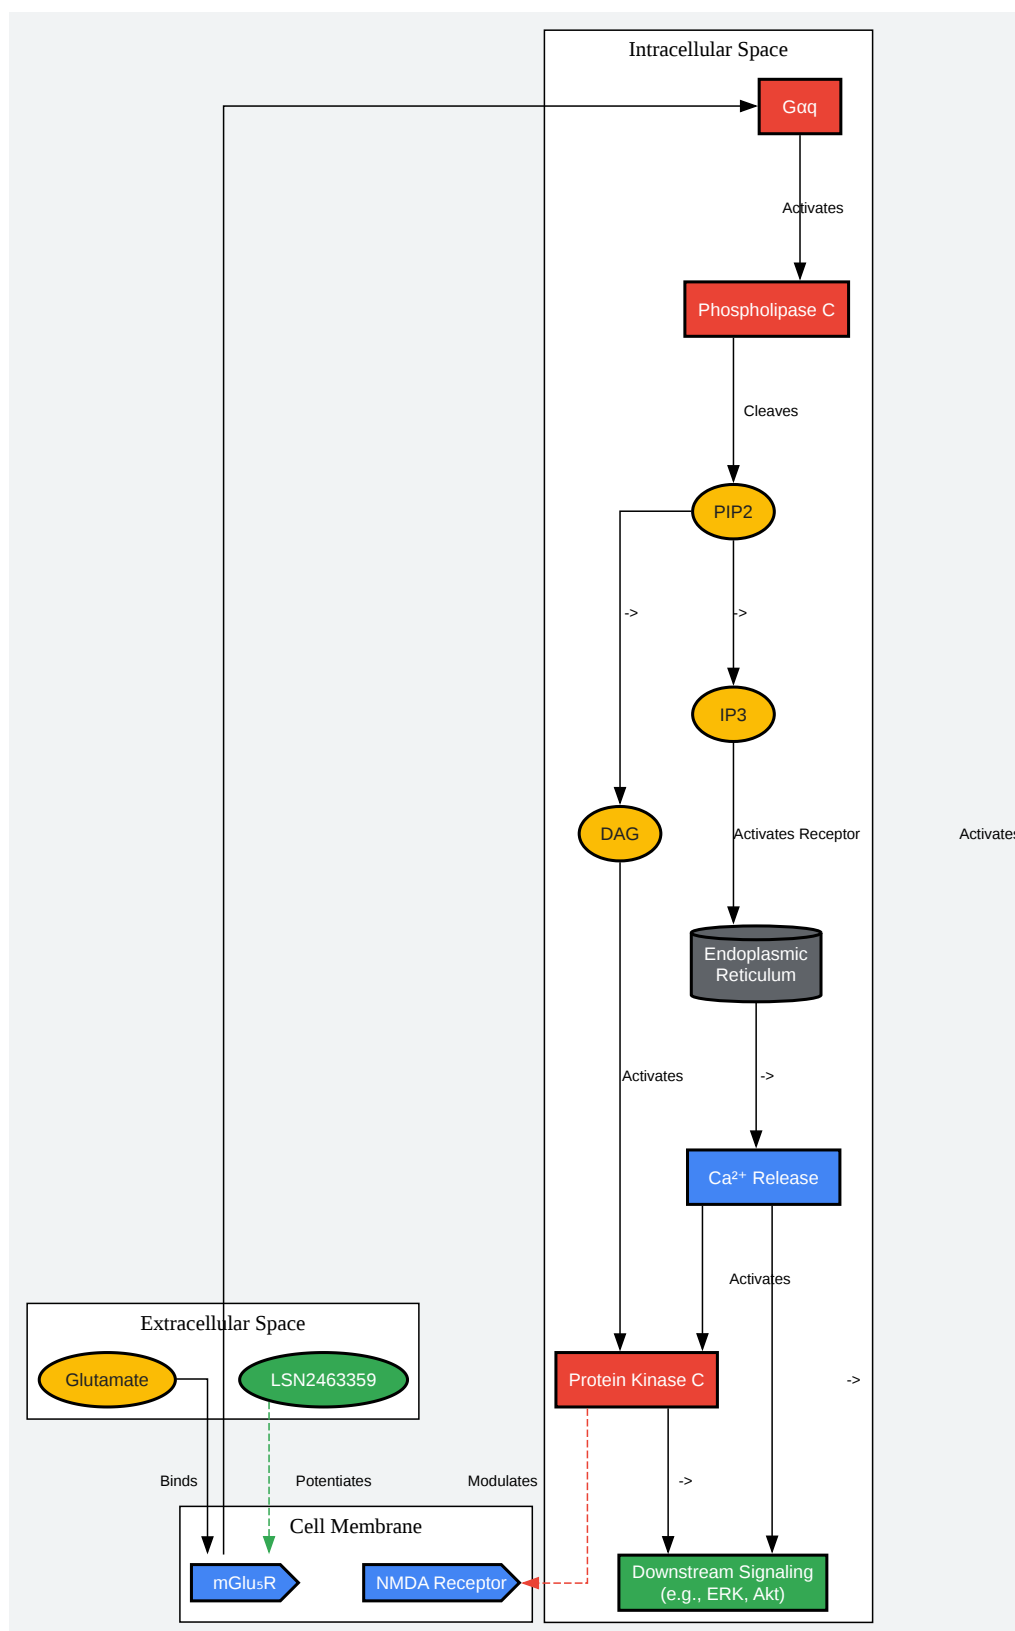 Intracellular Space
Gαq
Activates
Phospholipase C
Cleaves
PIP2
->
->
IP3
DAG
Activates Receptor
Activates
Endoplasmic
Reticulum
Activates
->
Ca²⁺ Release
Activates
Extracellular Space
Glutamate
LSN2463359
Protein Kinase C
->
Binds
Potentiates
Modulates
->
Cell Membrane
mGlu₅R
NMDA Receptor
Downstream Signaling
(e.g., ERK, Akt)